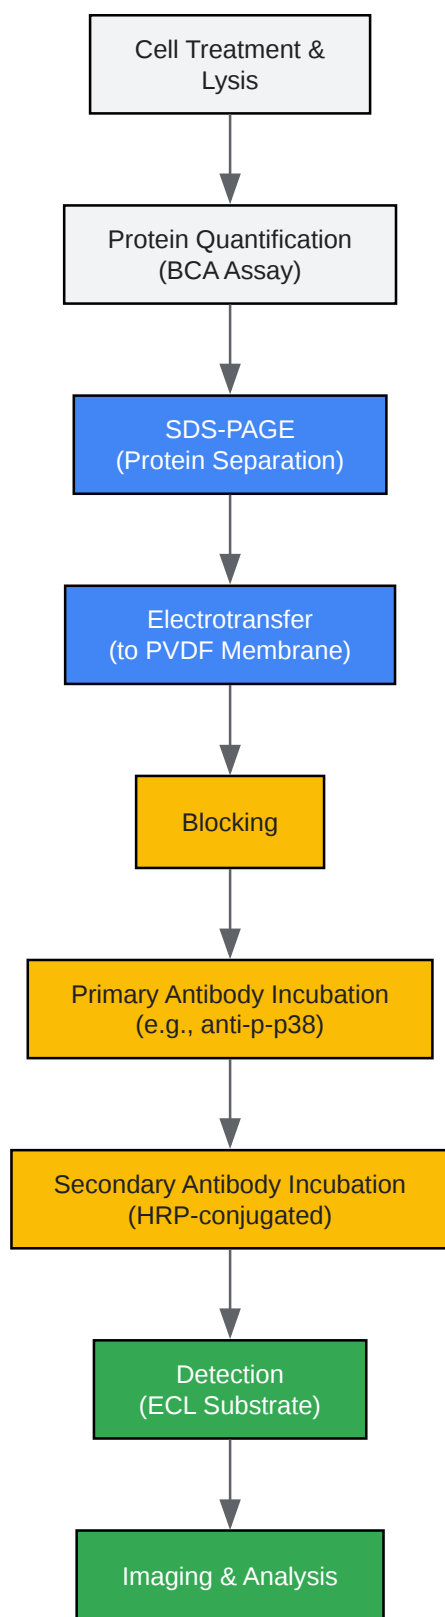 Cell Treatment &
Lysis
Protein Quantification
(BCA Assay)
SDS-PAGE
(Protein Separation)
Electrotransfer
(to PVDF Membrane)
Blocking
Primary Antibody Incubation
(e.g., anti-p-p38)
Secondary Antibody Incubation
(HRP-conjugated)
Detection
(ECL Substrate)
Imaging & Analysis